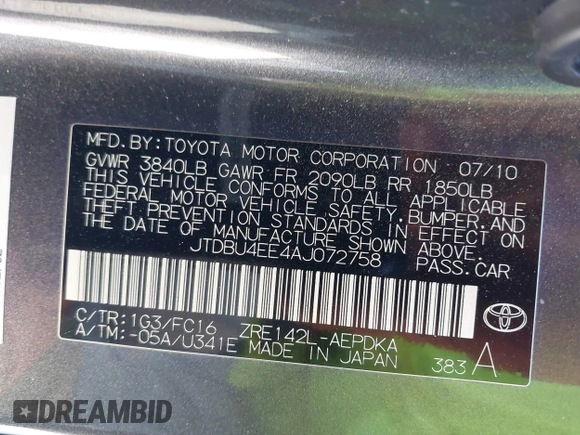 MFD.BY:TOYOTA MOTOR CORPORATION 07/10
GVWR 3840LB GAWR FR 2090LB RR 1850LB
THIS VEHICLE CONFORMS TO ALL APPLICABLE
FEDERAL MOTOR VEHICLE SAFETY, BUMPER, AND
THEFT PREVENTION STANDARDS IN EFFECT ON
THE DATE OF MANUFACTURE SHOWN ABOVE.
JTDBU4EE4AJ072758 PASS.CAR
C/TR:1G3/FC16 ZRE142L-AEPDKA
A/TM:-05A/U341E MADE IN JAPAN 383 A
DREAMBID